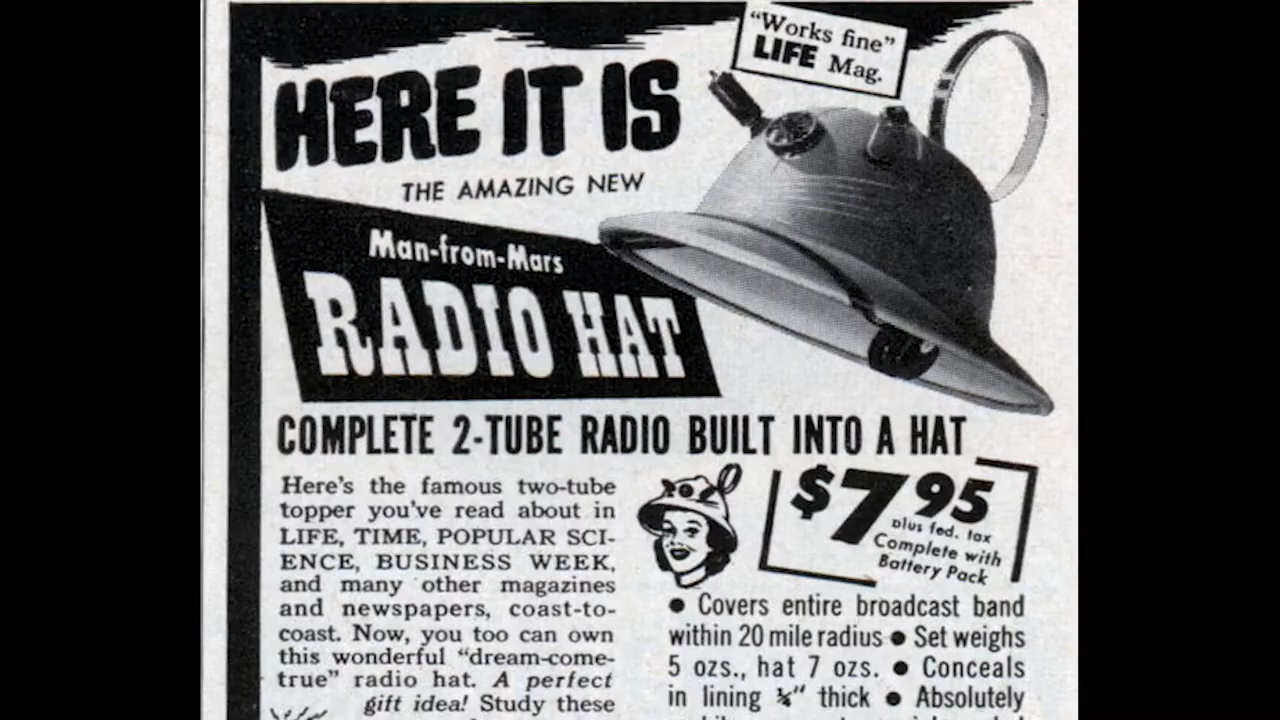 "Works fine"
LIFE Mag.
HERE IT IS
THE AMAZING NEW
Man-from-Mars
RADIO HAT
COMPLETE 2-TUBE RADIO BUILT INTO A HAT
Here's the famous two-tube
topper you've read about in
LIFE, TIME, POPULAR SCI-
ENCE, BUSINESS WEEK,
and many other magazines
and newspapers, coast-to-
coast. Now, you too can own
this wonderful "dream-come-
true" radio hat. A perfect
gift idea! Study these
$7.95
plus fed. tax
Complete with
Battery Pack
● Covers entire broadcast band
within 20 mile radius ● Set weighs
5 ozs., hat 7 ozs. ● Conceals
in lining ¾" thick ● Absolutely